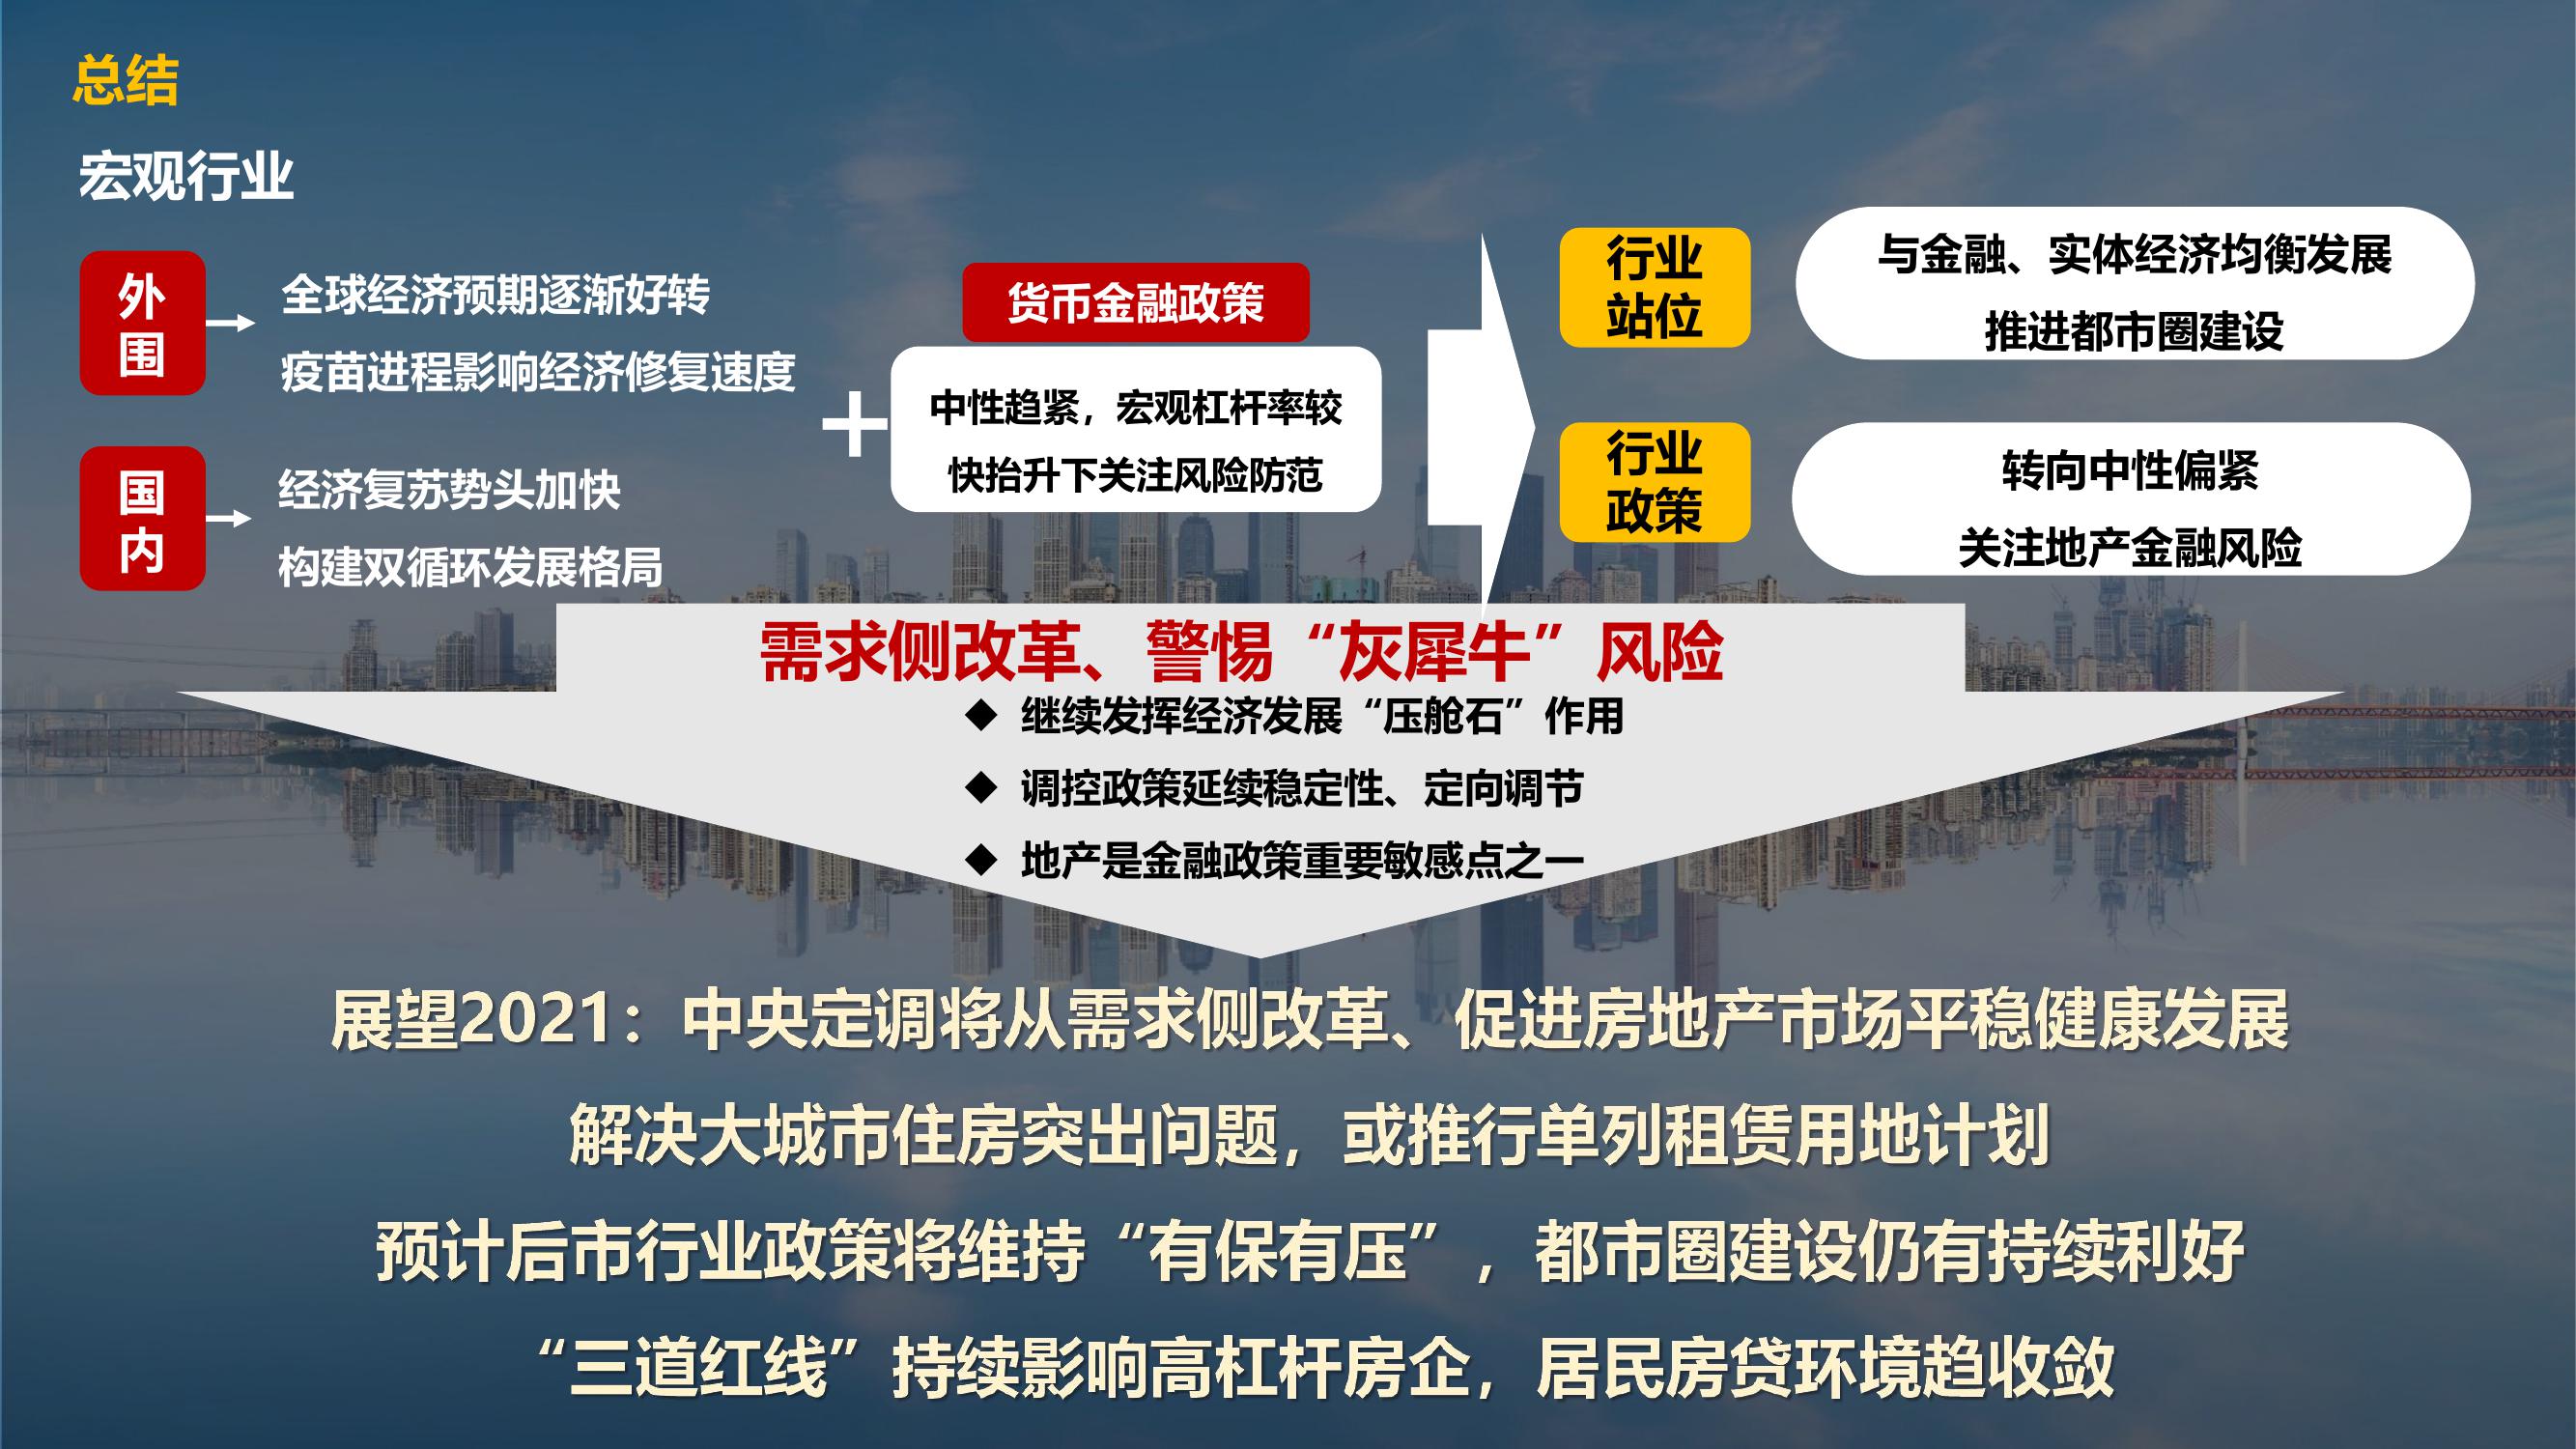 总结
宏观行业
外
围
全球经济预期逐渐好转
疫苗进程影响经济修复速度
国
内
经济复苏势头加快
构建双循环发展格局
+
货币金融政策
中性趋紧，宏观杠杆率较
快抬升下关注风险防范
行业
站位
与金融、实体经济均衡发展
推进都市圈建设
行业
政策
转向中性偏紧
关注地产金融风险
需求侧改革、警惕“灰犀牛”风险
◆ 继续发挥经济发展“压舱石”作用
◆ 调控政策延续稳定性、定向调节
◆ 地产是金融政策重要敏感点之一
展望2021：中央定调将从需求侧改革、促进房地产市场平稳健康发展
解决大城市住房突出问题，或推行单列租赁用地计划
预计后市行业政策将维持“有保有压”，都市圈建设仍有持续利好
“三道红线”持续影响高杠杆房企，居民房贷环境趋收敛